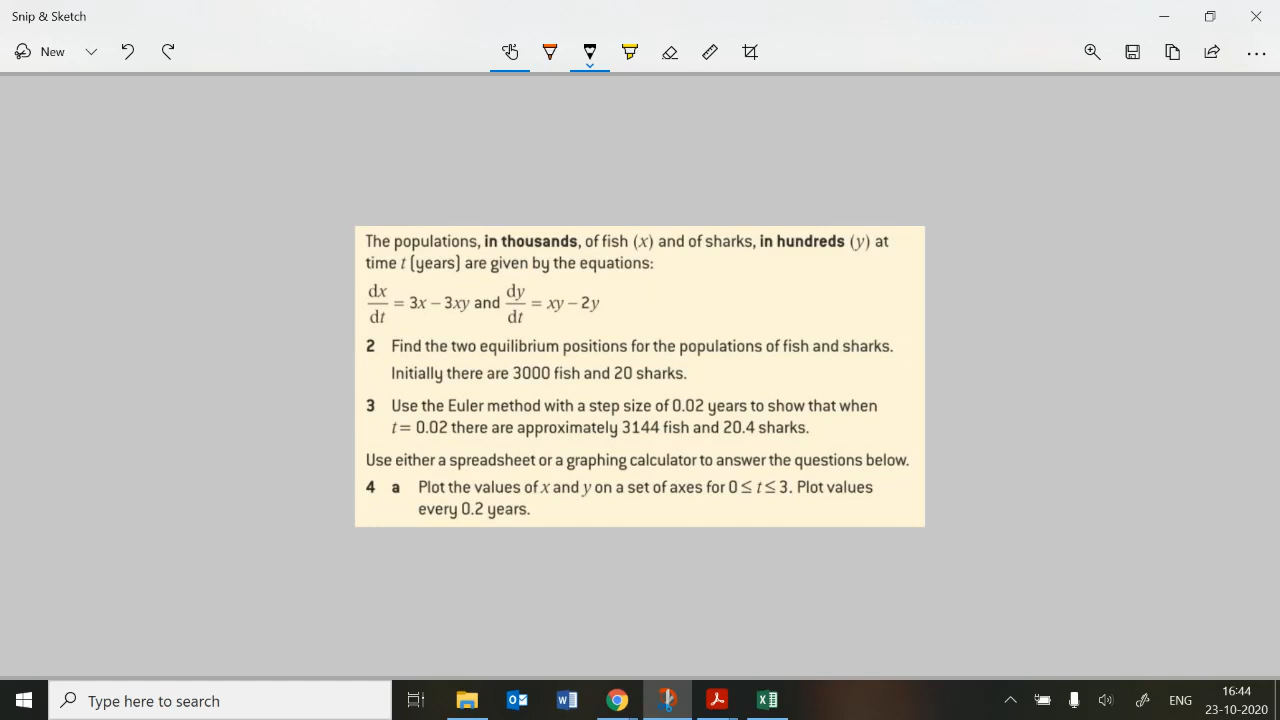 Snip & Sketch
New
The populations, in thousands, of fish (x) and of sharks, in hundreds (y) at
time t (years) are given by the equations:
dx/dt = 3x – 3xy and dy/dt = xy – 2y
2 Find the two equilibrium positions for the populations of fish and sharks.
Initially there are 3000 fish and 20 sharks.
3 Use the Euler method with a step size of 0.02 years to show that when
t = 0.02 there are approximately 3144 fish and 20.4 sharks.
Use either a spreadsheet or a graphing calculator to answer the questions below.
4 a Plot the values of x and y on a set of axes for 0 ≤ t ≤ 3. Plot values
every 0.2 years.
Type here to search
ENG
16:44
23-10-2020